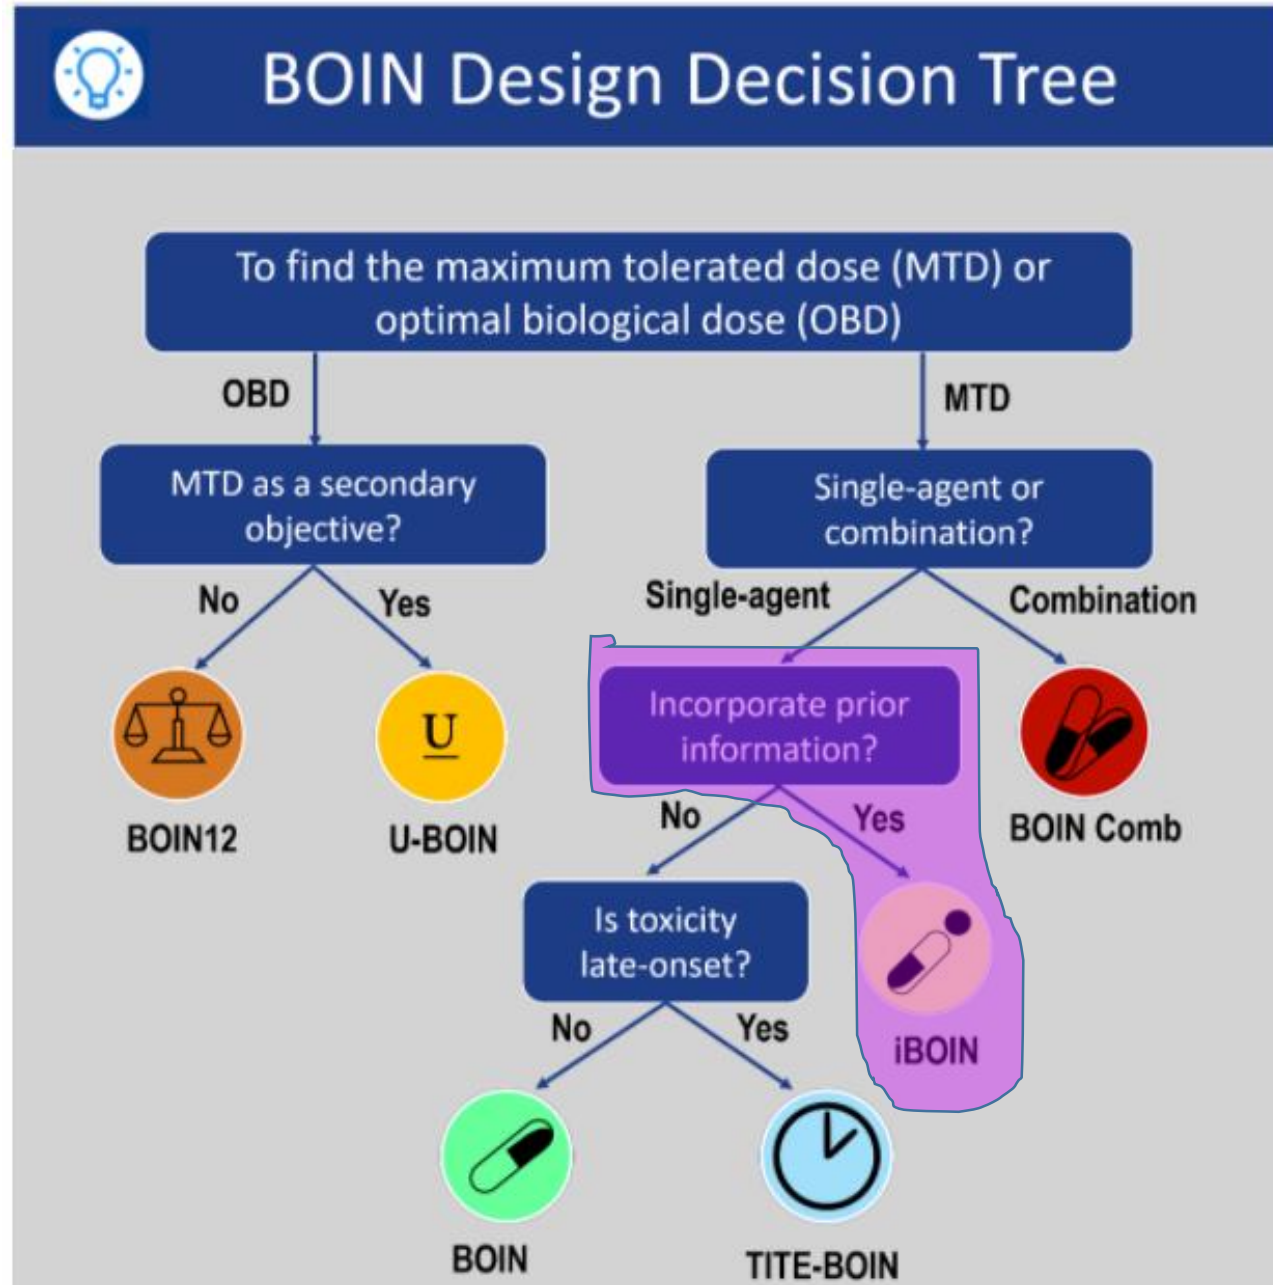 BOIN Design Decision Tree
To find the maximum tolerated dose (MTD) or
optimal biological dose (OBD)
OBD
MTD
MTD as a secondary
objective?
Single-agent or
combination?
No
Yes
Single-agent
Combination
Incorporate prior
information?
U
BOIN12
U-BOIN
No
Yes
BOIN Comb
Is toxicity
late-onset?
iBOIN
No
Yes
BOIN
TITE-BOIN